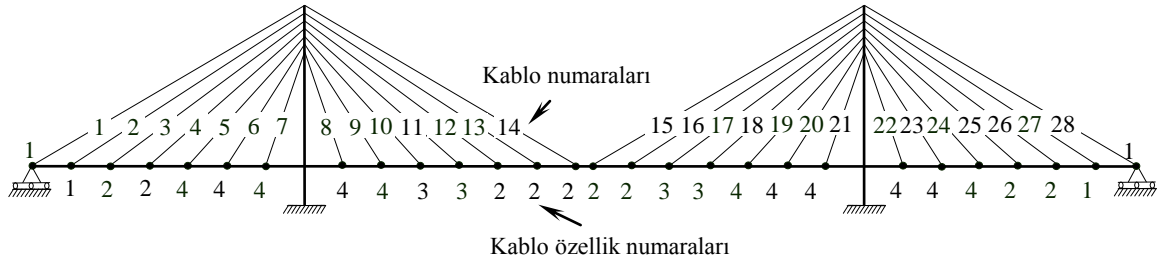 Kablo numaraları
1 2 3 4 5 6 7 8 9 10 11 12 13 14 15 16 17 18 19 20 21 22 23 24 25 26 27 28
1 1
1 2 2 4 4 4 4 4 3 3 2 2 2 2 2 3 3 4 4 4 4 4 4 2 2 1
Kablo özellik numaraları